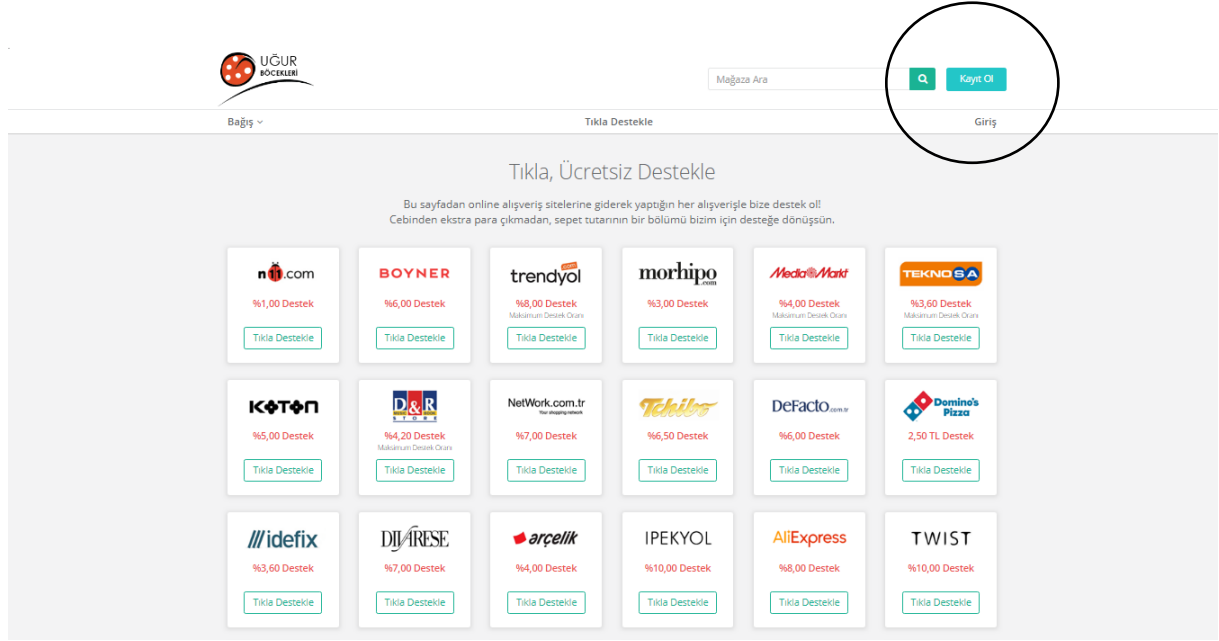 UĞUR
BÖCEKLERİ
Mağaza Ara
Kayıt Ol
Bağış
Tıkla Destekle
Giriş
Tıkla, Ücretsiz Destekle
Bu sayfadan online alışveriş sitelerine giderek yaptığın her alışverişle bize destek ol!
Cebinden ekstra para çıkmadan, sepet tutarının bir bölümü bizim için desteğe dönüşsün.
n11.com
%1,00 Destek
Tıkla Destekle
BOYNER
%6,00 Destek
Tıkla Destekle
trendyol
.com
%8,00 Destek
Maksimum Destek Oranı
Tıkla Destekle
morhipo
.com
%3,00 Destek
Tıkla Destekle
Media Markt
%4,00 Destek
Maksimum Destek Oranı
Tıkla Destekle
TEKNOSA
%3,60 Destek
Maksimum Destek Oranı
Tıkla Destekle
KOTON
%5,00 Destek
Tıkla Destekle
D&R
STORE
%4,20 Destek
Maksimum Destek Oranı
Tıkla Destekle
NetWork.com.tr
Your shopping network
%7,00 Destek
Tıkla Destekle
Tchibo
%6,50 Destek
Tıkla Destekle
DeFacto.com.tr
%6,00 Destek
Tıkla Destekle
Domino's
Pizza
2,50 TL Destek
Tıkla Destekle
idefix
%3,60 Destek
Tıkla Destekle
DIVARESE
%7,00 Destek
Tıkla Destekle
arçelik
%4,00 Destek
Tıkla Destekle
IPEKYOL
%10,00 Destek
Tıkla Destekle
AliExpress
%8,00 Destek
Tıkla Destekle
TWIST
%10,00 Destek
Tıkla Destekle